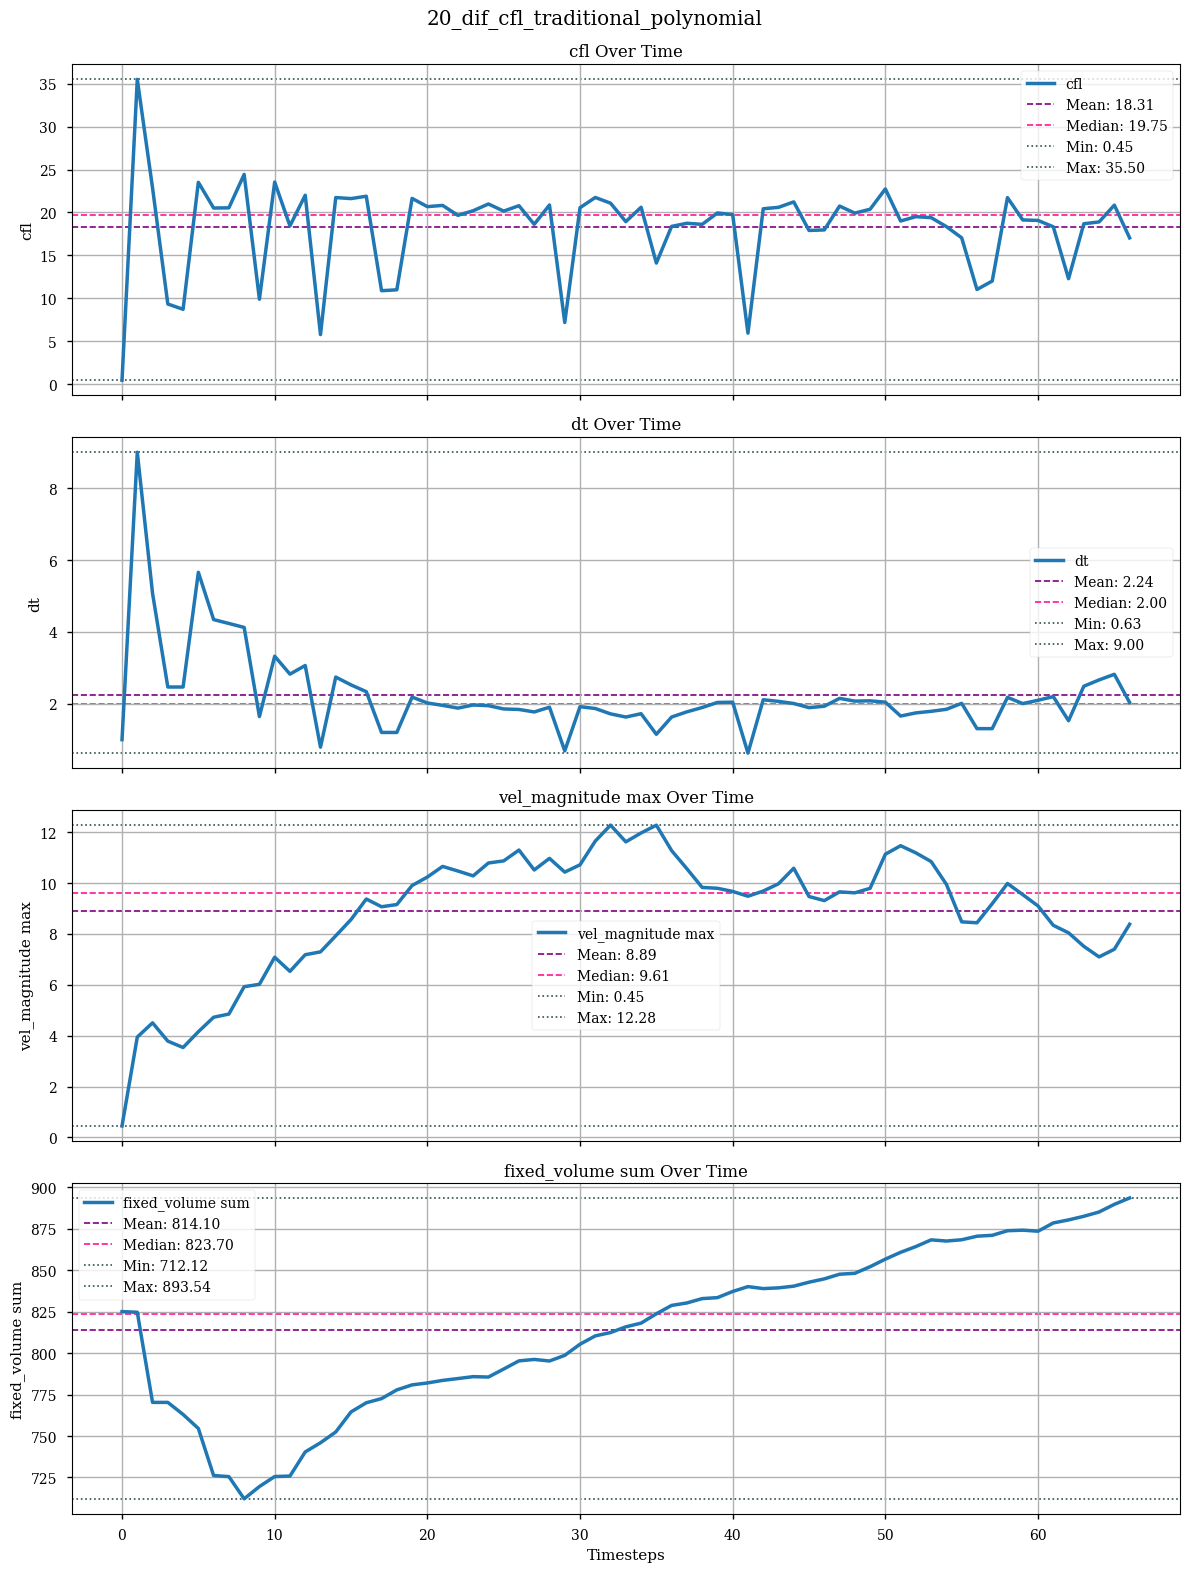 20_dif_cfl_traditional_polynomial
cfl Over Time
35
30
25
20
15
10
5
0
cfl
cfl
Mean: 18.31
Median: 19.75
Min: 0.45
Max: 35.50
dt Over Time
8
6
4
2
dt
dt
Mean: 2.24
Median: 2.00
Min: 0.63
Max: 9.00
vel_magnitude max Over Time
12
10
8
6
4
2
0
vel_magnitude max
vel_magnitude max
Mean: 8.89
Median: 9.61
Min: 0.45
Max: 12.28
fixed_volume sum Over Time
900
875
850
825
800
775
750
725
fixed_volume sum
fixed_volume sum
Mean: 814.10
Median: 823.70
Min: 712.12
Max: 893.54
0 10 20 30 40 50 60
Timesteps